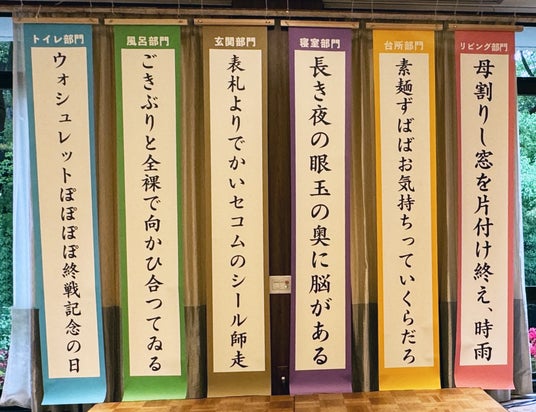 リビング部門
母割りし窓を片付け終え、時雨
台所部門
素麺ずばばお気持ちっていくらだろ
寝室部門
長き夜の眼玉の奥に脳がある
玄関部門
表札よりでかいセコムのシール師走
風呂部門
ごきぶりと全裸で向かひ合つてゐる
トイレ部門
ウォシュレットぽぽぽぽ終戦記念の日